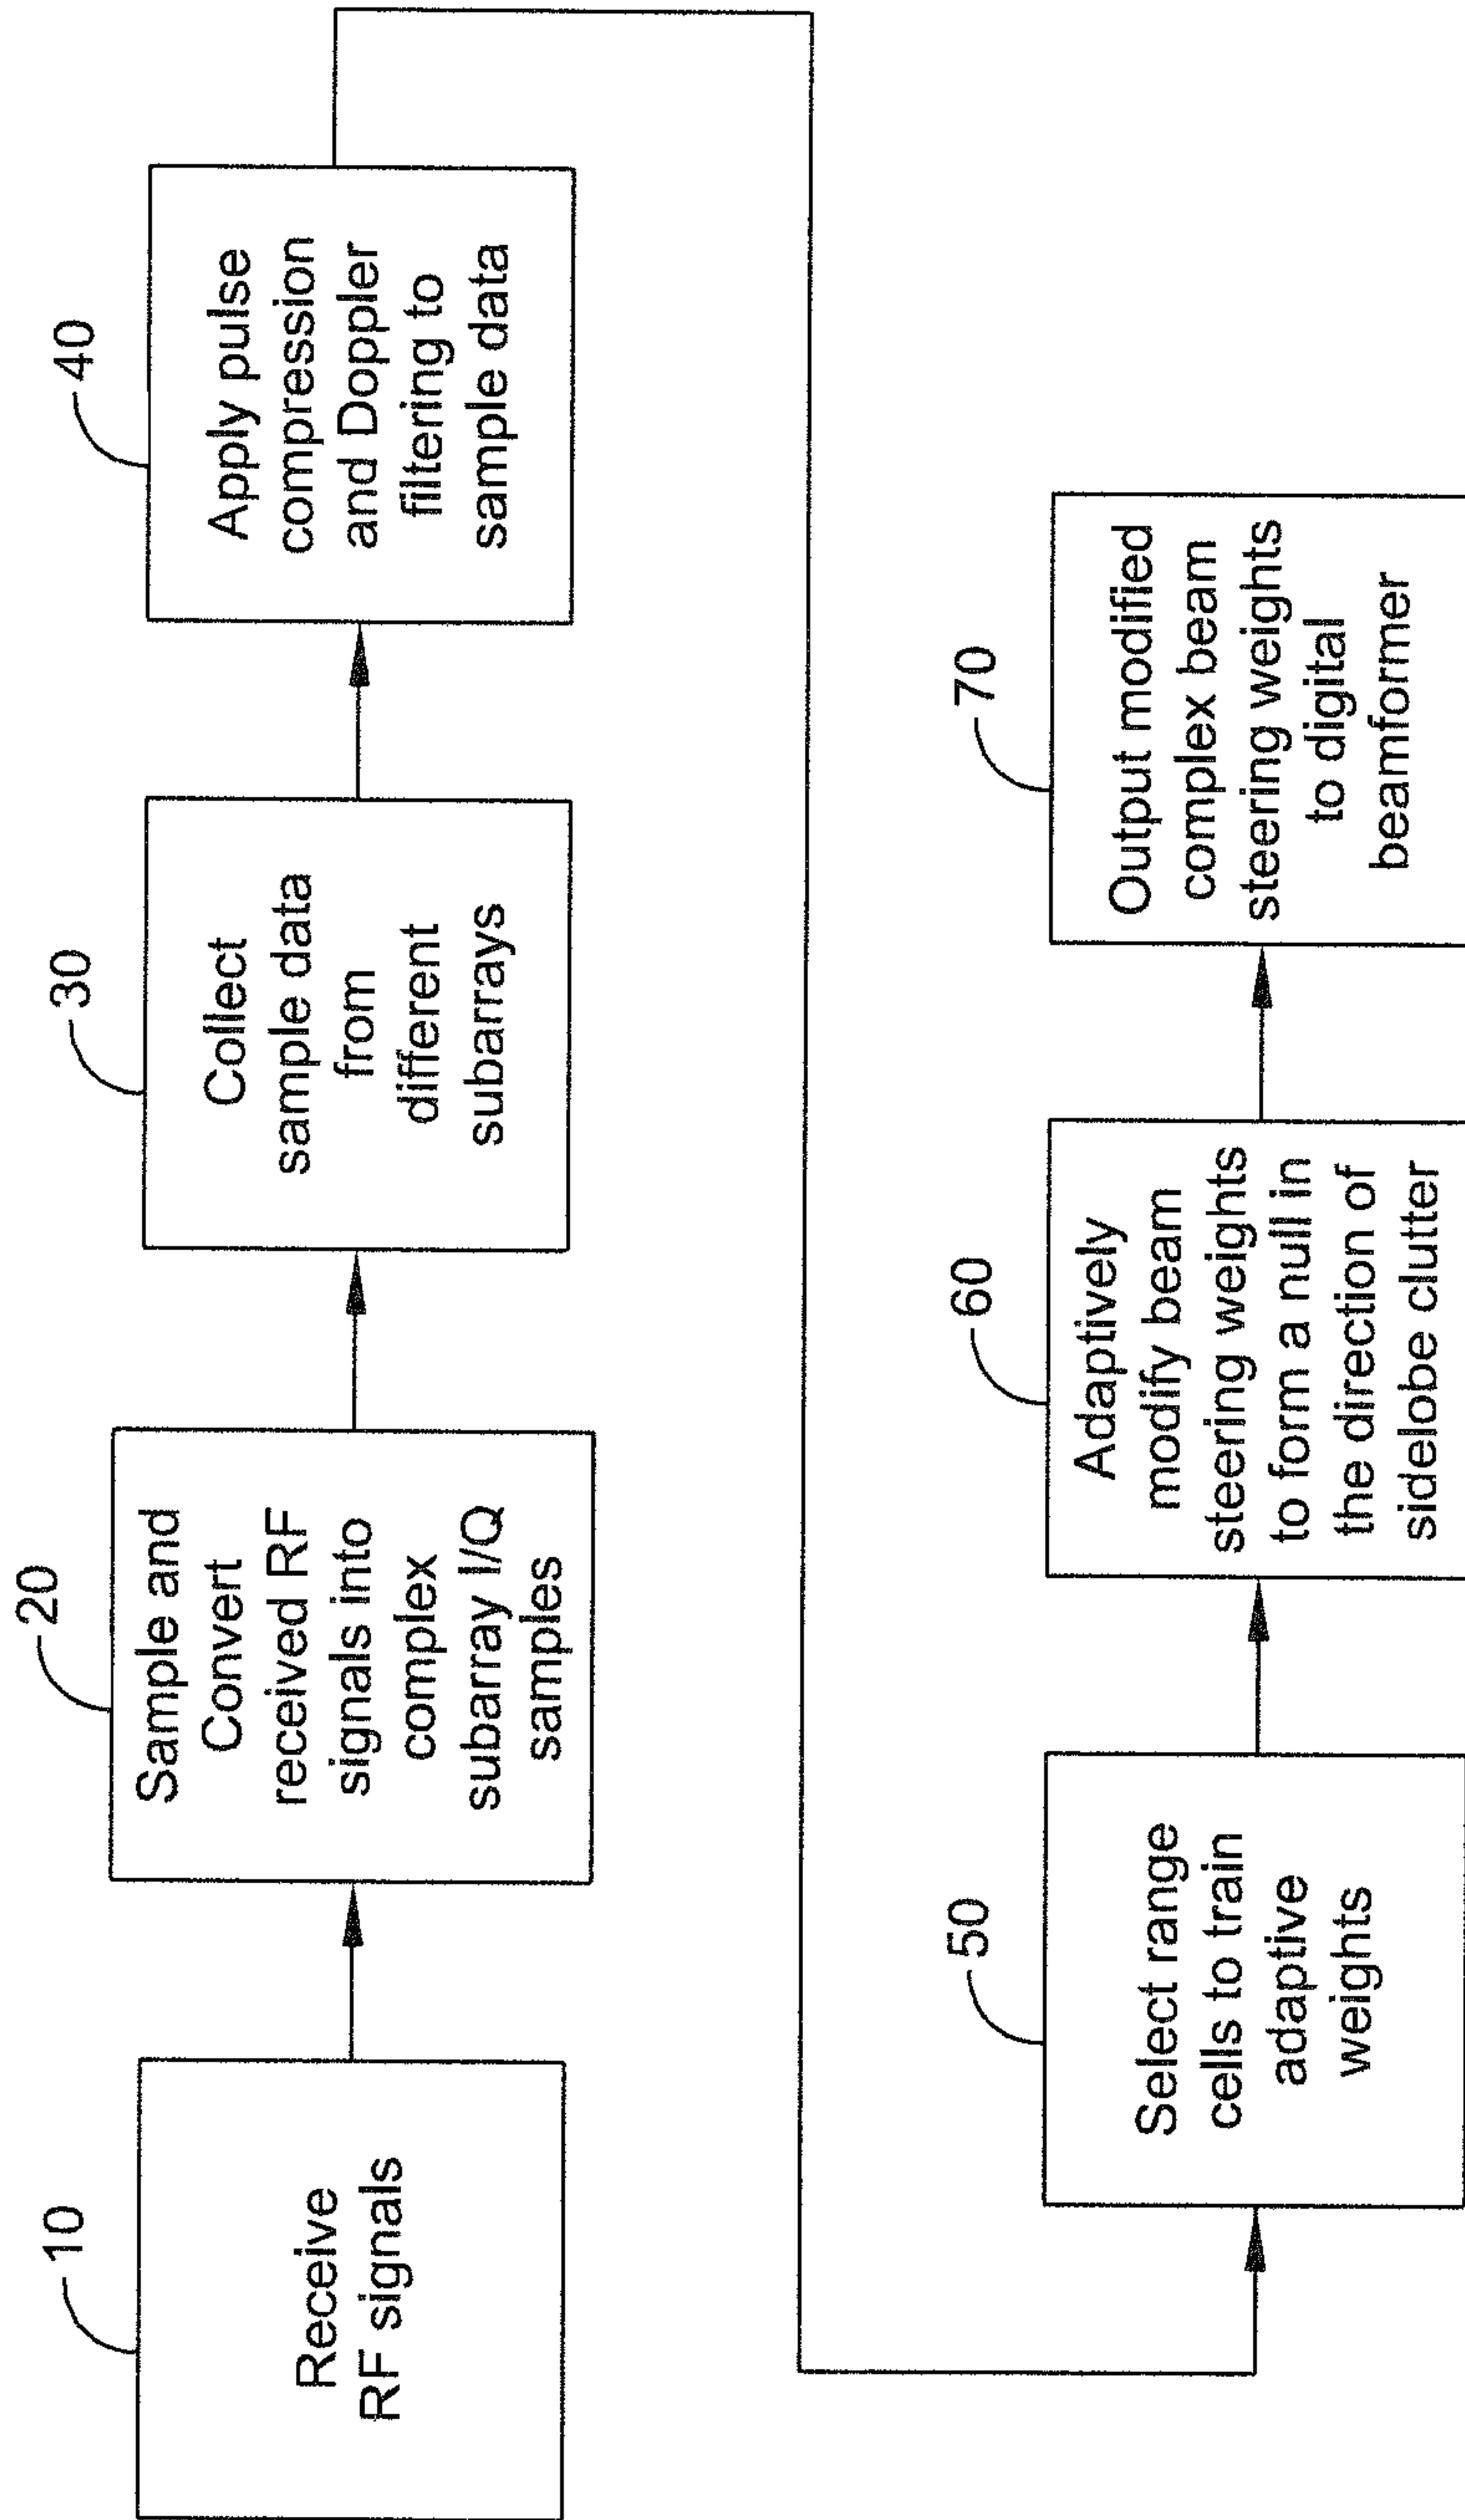 10
Receive
RF signals
20
Sample and
Convert
received RF
signals into
complex
subarray I/Q
samples
30
Collect
sample data
from
different
subarrays
40
Apply pulse
compression
and Doppler
filtering to
sample data
50
Select range
cells to train
adaptive
weights
60
Adaptively
modify beam
steering weights
to form a null in
the direction of
sidelobe clutter
70
Output modified
complex beam
steering weights
to digital
beamformer